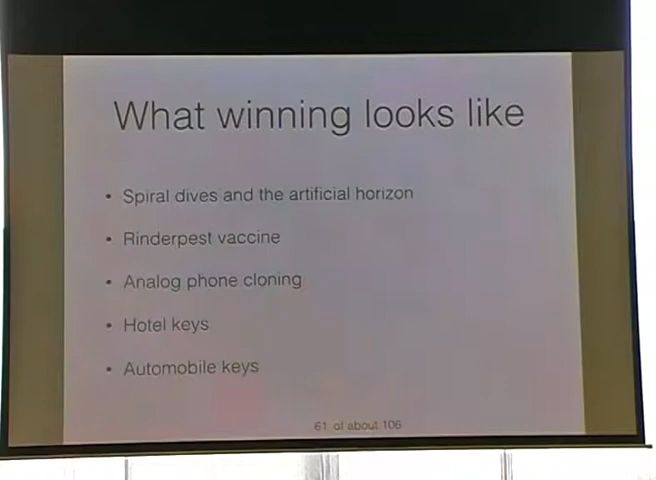 What winning looks like
• Spiral dives and the artificial horizon
• Rinderpest vaccine
• Analog phone cloning
• Hotel keys
• Automobile keys
61 of about 106